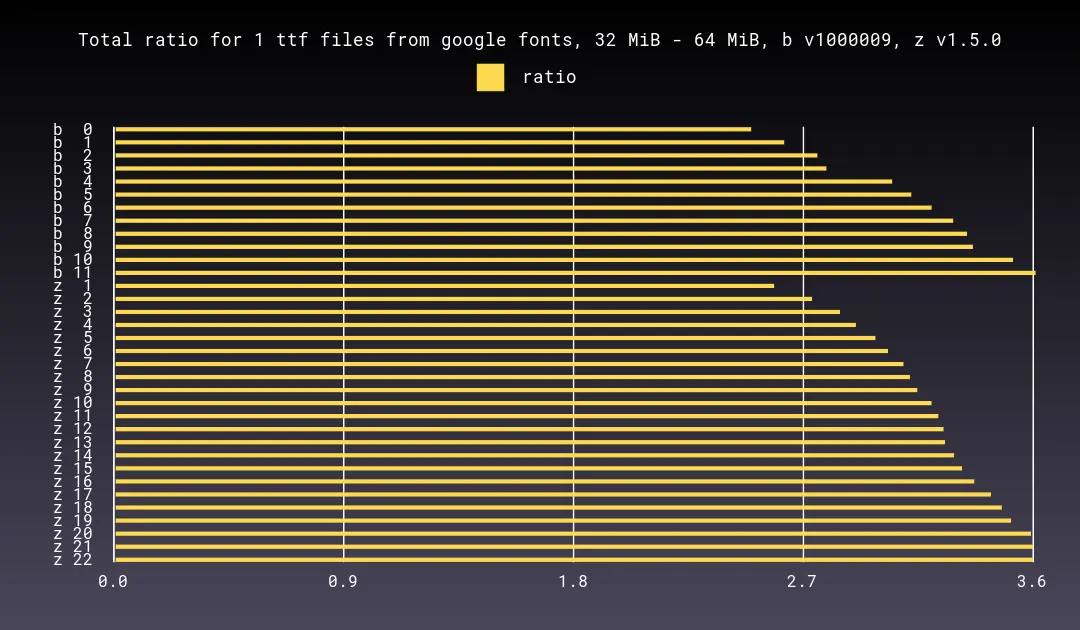 Total ratio for 1 ttf files from google fonts, 32 MiB - 64 MiB, b v1000009, z v1.5.0
ratio
b 0
b 1
b 2
b 3
b 4
b 5
b 6
b 7
b 8
b 9
b 10
b 11
z 1
z 2
z 3
z 4
z 5
z 6
z 7
z 8
z 9
z 10
z 11
z 12
z 13
z 14
z 15
z 16
z 17
z 18
z 19
z 20
z 21
z 22
0.0 0.9 1.8 2.7 3.6